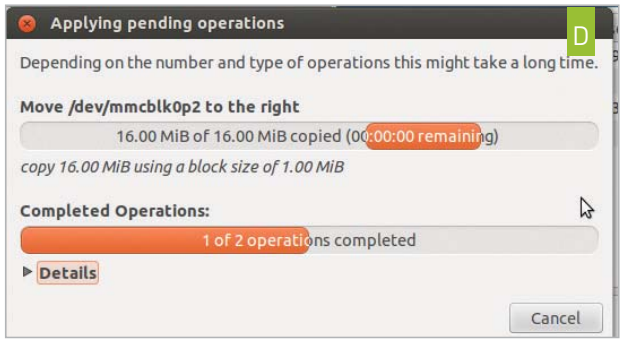 Applying pending operations
D
Depending on the number and type of operations this might take a long time.
Move /dev/mmcblk0p2 to the right
16.00 MiB of 16.00 MiB copied (00:00:00 remaining)
copy 16.00 MiB using a block size of 1.00 MiB
Completed Operations:
1 of 2 operations completed
Details
Cancel